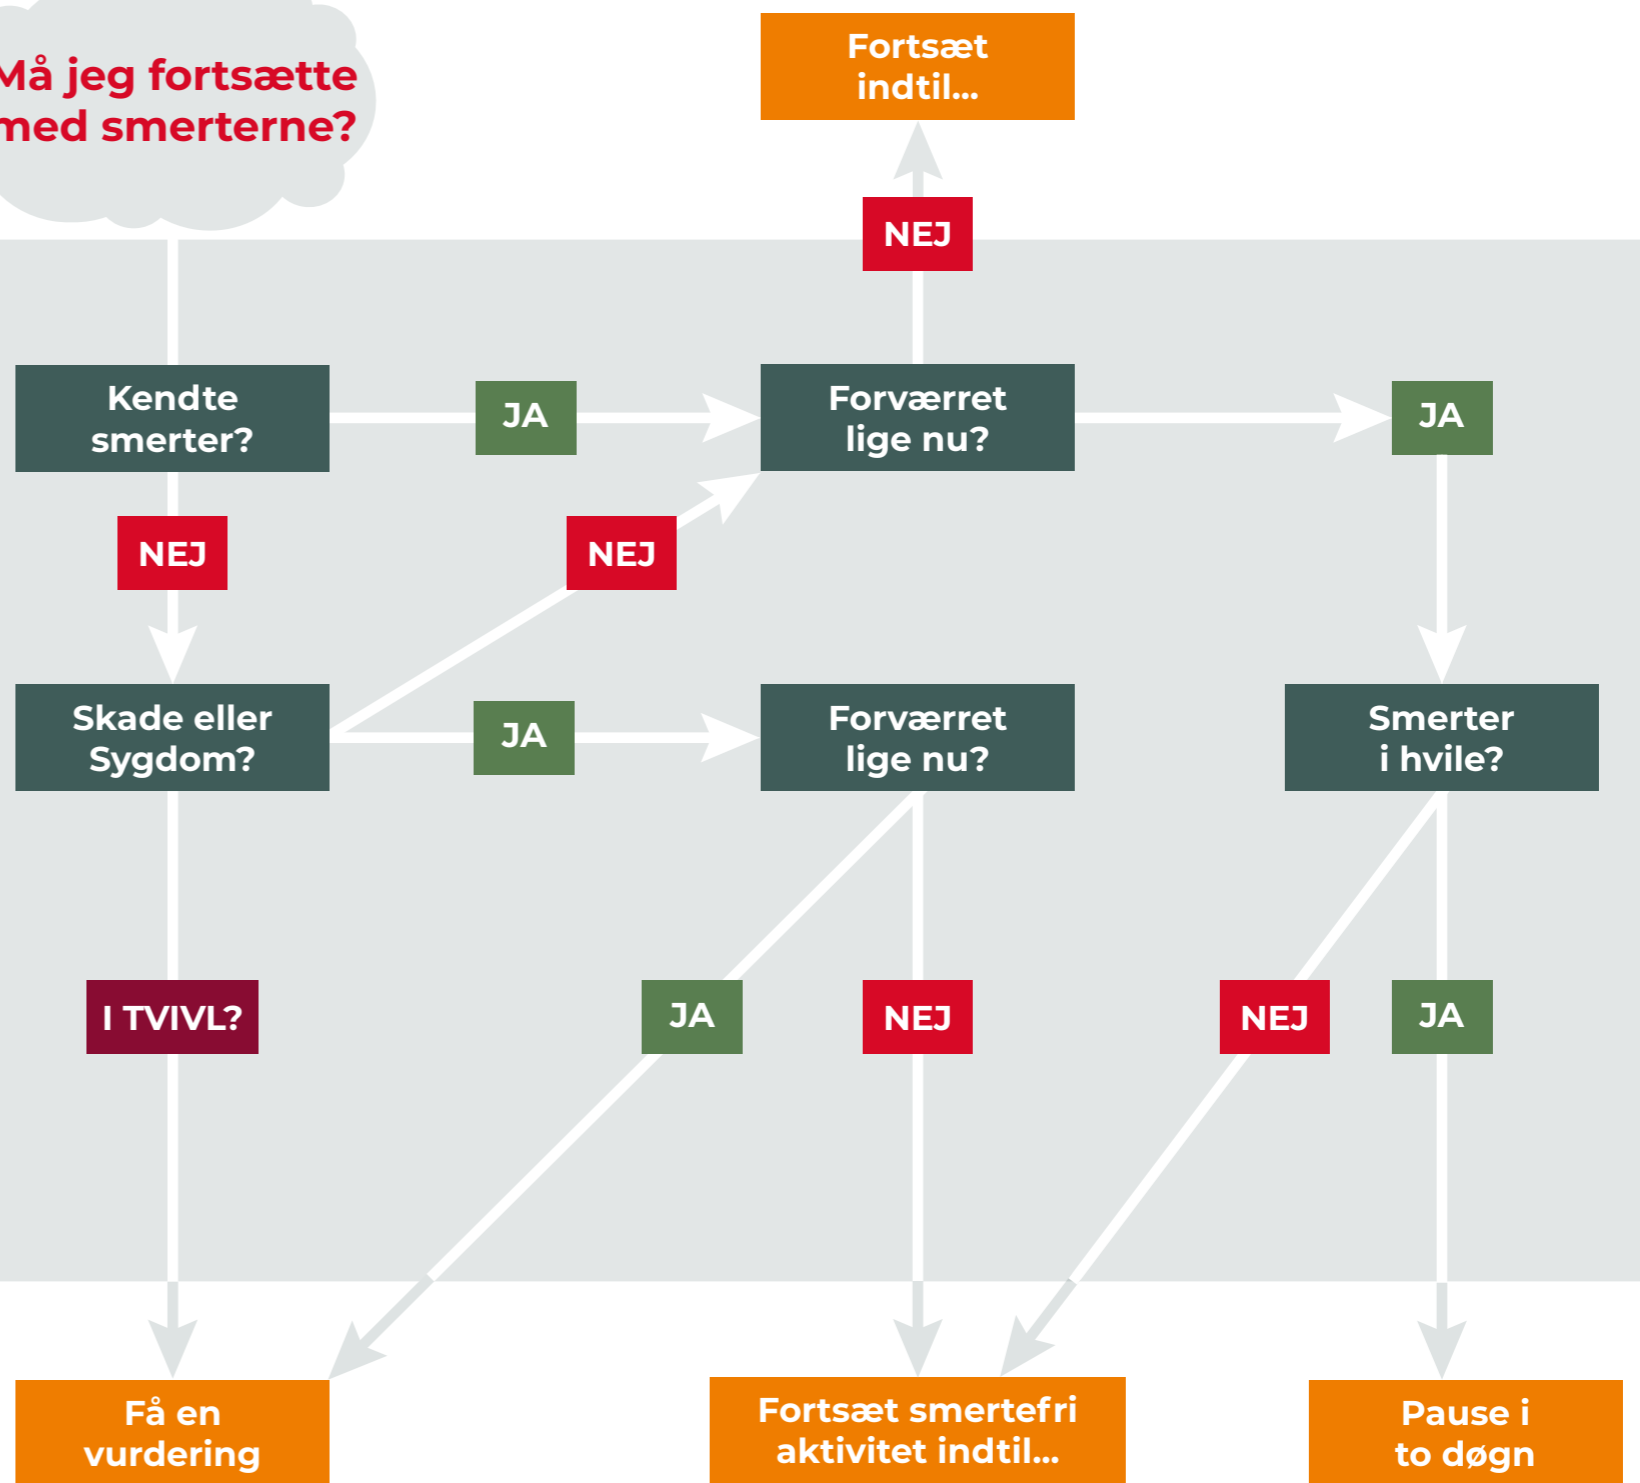 Må jeg fortsætte
med smerterne?
Fortsæt
indtil...
NEJ
Kendte
smerter?
JA
Forværret
lige nu?
JA
NEJ
NEJ
Skade eller
Sygdom?
JA
Forværret
lige nu?
Smerter
i hvile?
I TVIVL?
JA
NEJ
NEJ
JA
Få en
vurdering
Fortsæt smertefri
aktivitet indtil...
Pause i
to døgn